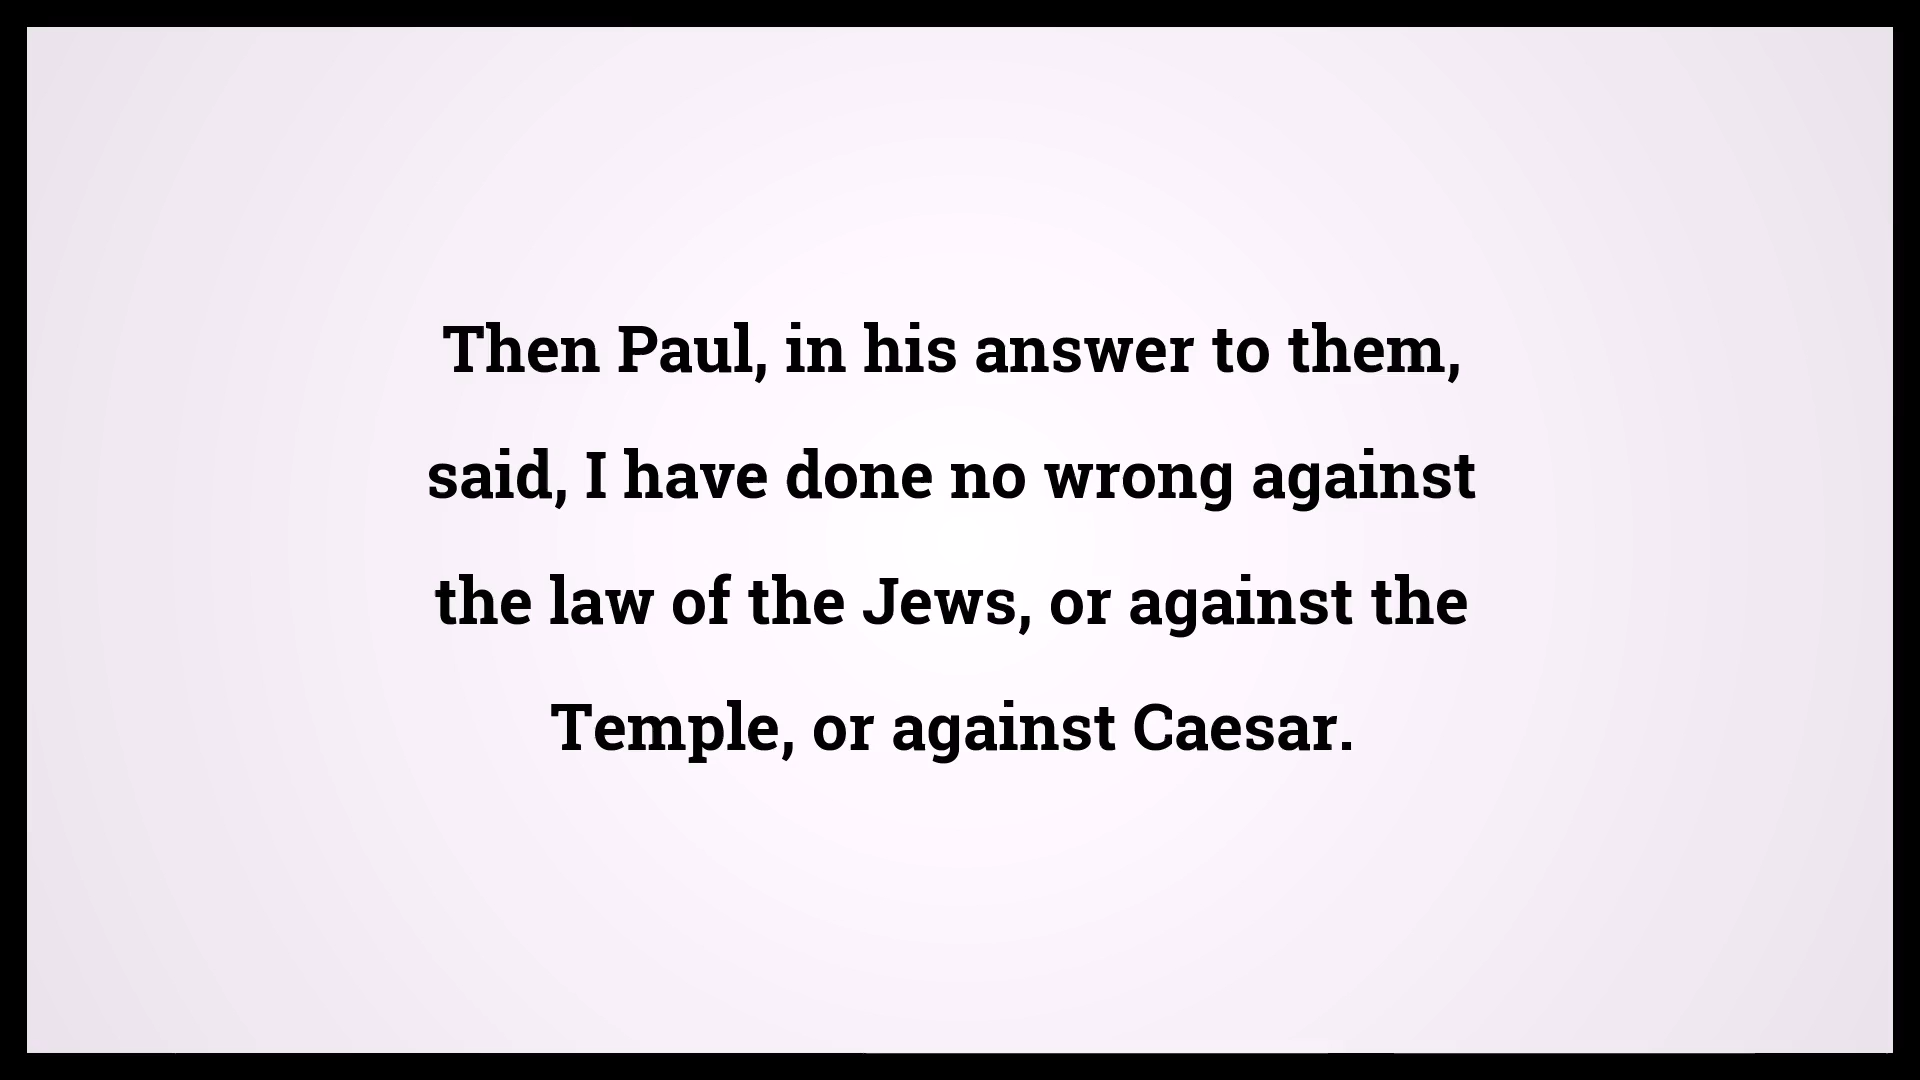 Then Paul, in his answer to them,
said, I have done no wrong against
the law of the Jews, or against the
Temple, or against Caesar.